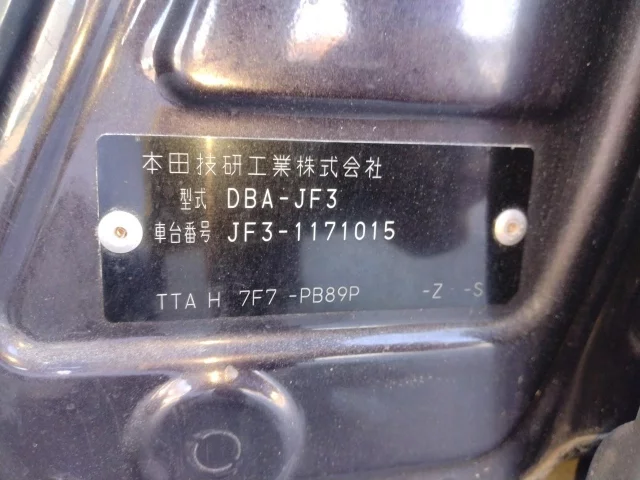 本田技研工業株式会社
型式 DBA-JF3
車台番号 JF3-1171015
TTA H 7F7 -PB89P -Z -S